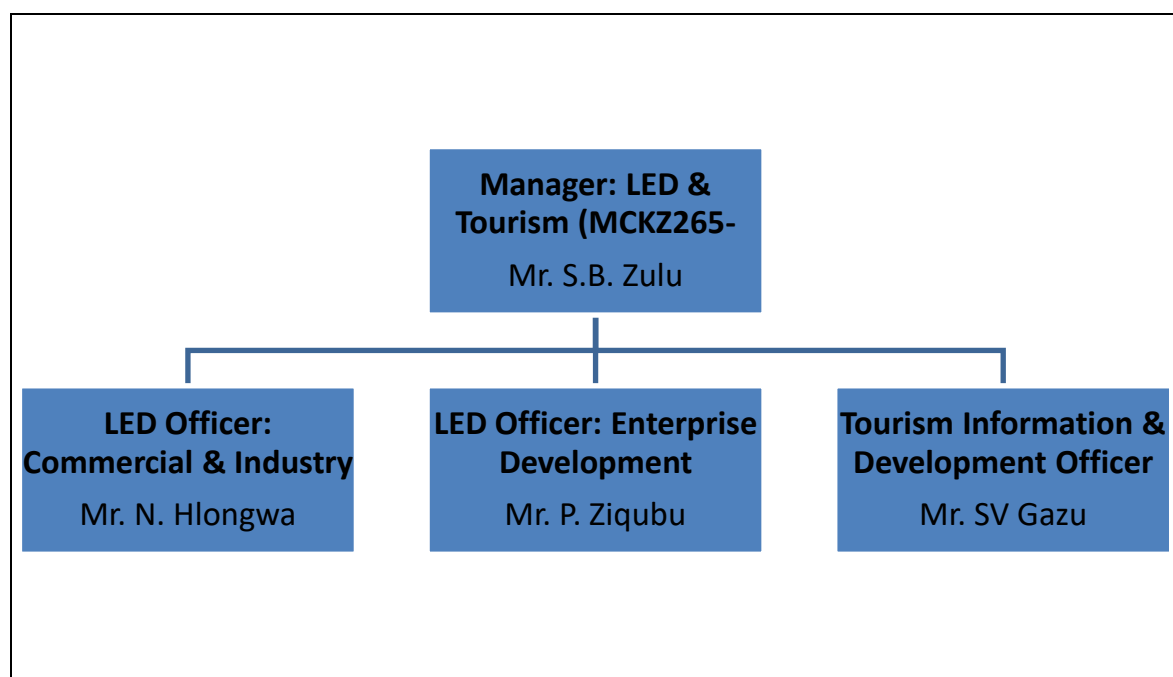 Manager: LED &
Tourism (MCKZ265-
Mr. S.B. Zulu
LED Officer:
Commercial & Industry
Mr. N. Hlongwa
LED Officer: Enterprise
Development
Mr. P. Ziqubu
Tourism Information &
Development Officer
Mr. SV Gazu